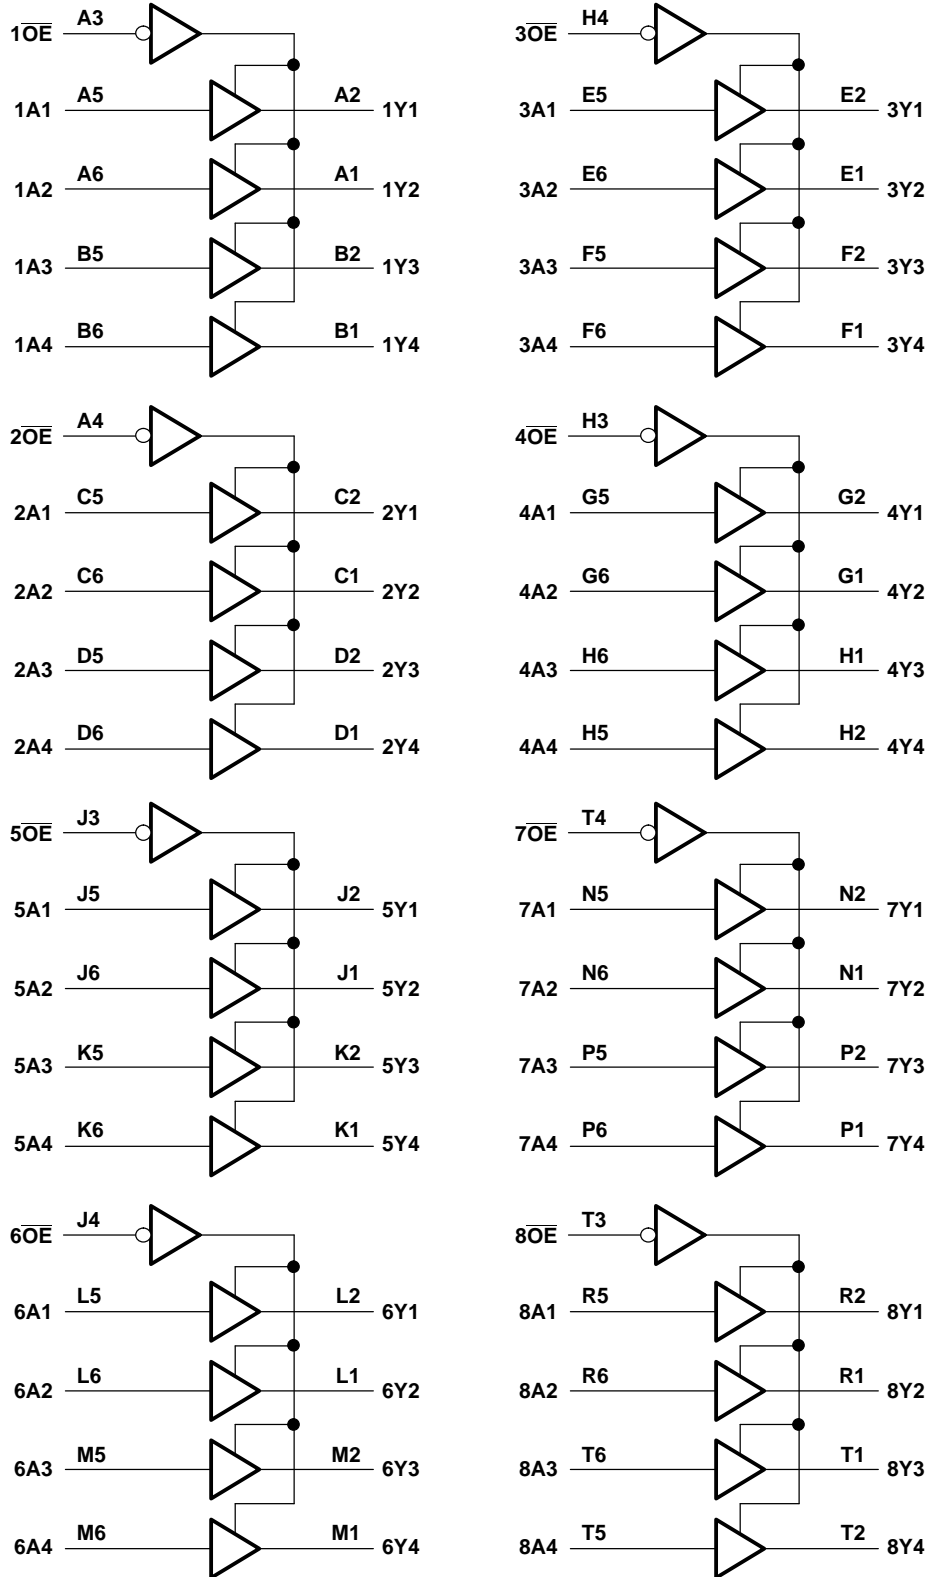 1OE A3
1A1 A5 A2 1Y1
1A2 A6 A1 1Y2
1A3 B5 B2 1Y3
1A4 B6 B1 1Y4
3OE H4
3A1 E5 E2 3Y1
3A2 E6 E1 3Y2
3A3 F5 F2 3Y3
3A4 F6 F1 3Y4
2OE A4
2A1 C5 C2 2Y1
2A2 C6 C1 2Y2
2A3 D5 D2 2Y3
2A4 D6 D1 2Y4
4OE H3
4A1 G5 G2 4Y1
4A2 G6 G1 4Y2
4A3 H6 H1 4Y3
4A4 H5 H2 4Y4
5OE J3
5A1 J5 J2 5Y1
5A2 J6 J1 5Y2
5A3 K5 K2 5Y3
5A4 K6 K1 5Y4
7OE T4
7A1 N5 N2 7Y1
7A2 N6 N1 7Y2
7A3 P5 P2 7Y3
7A4 P6 P1 7Y4
6OE J4
6A1 L5 L2 6Y1
6A2 L6 L1 6Y2
6A3 M5 M2 6Y3
6A4 M6 M1 6Y4
8OE T3
8A1 R5 R2 8Y1
8A2 R6 R1 8Y2
8A3 T6 T1 8Y3
8A4 T5 T2 8Y4